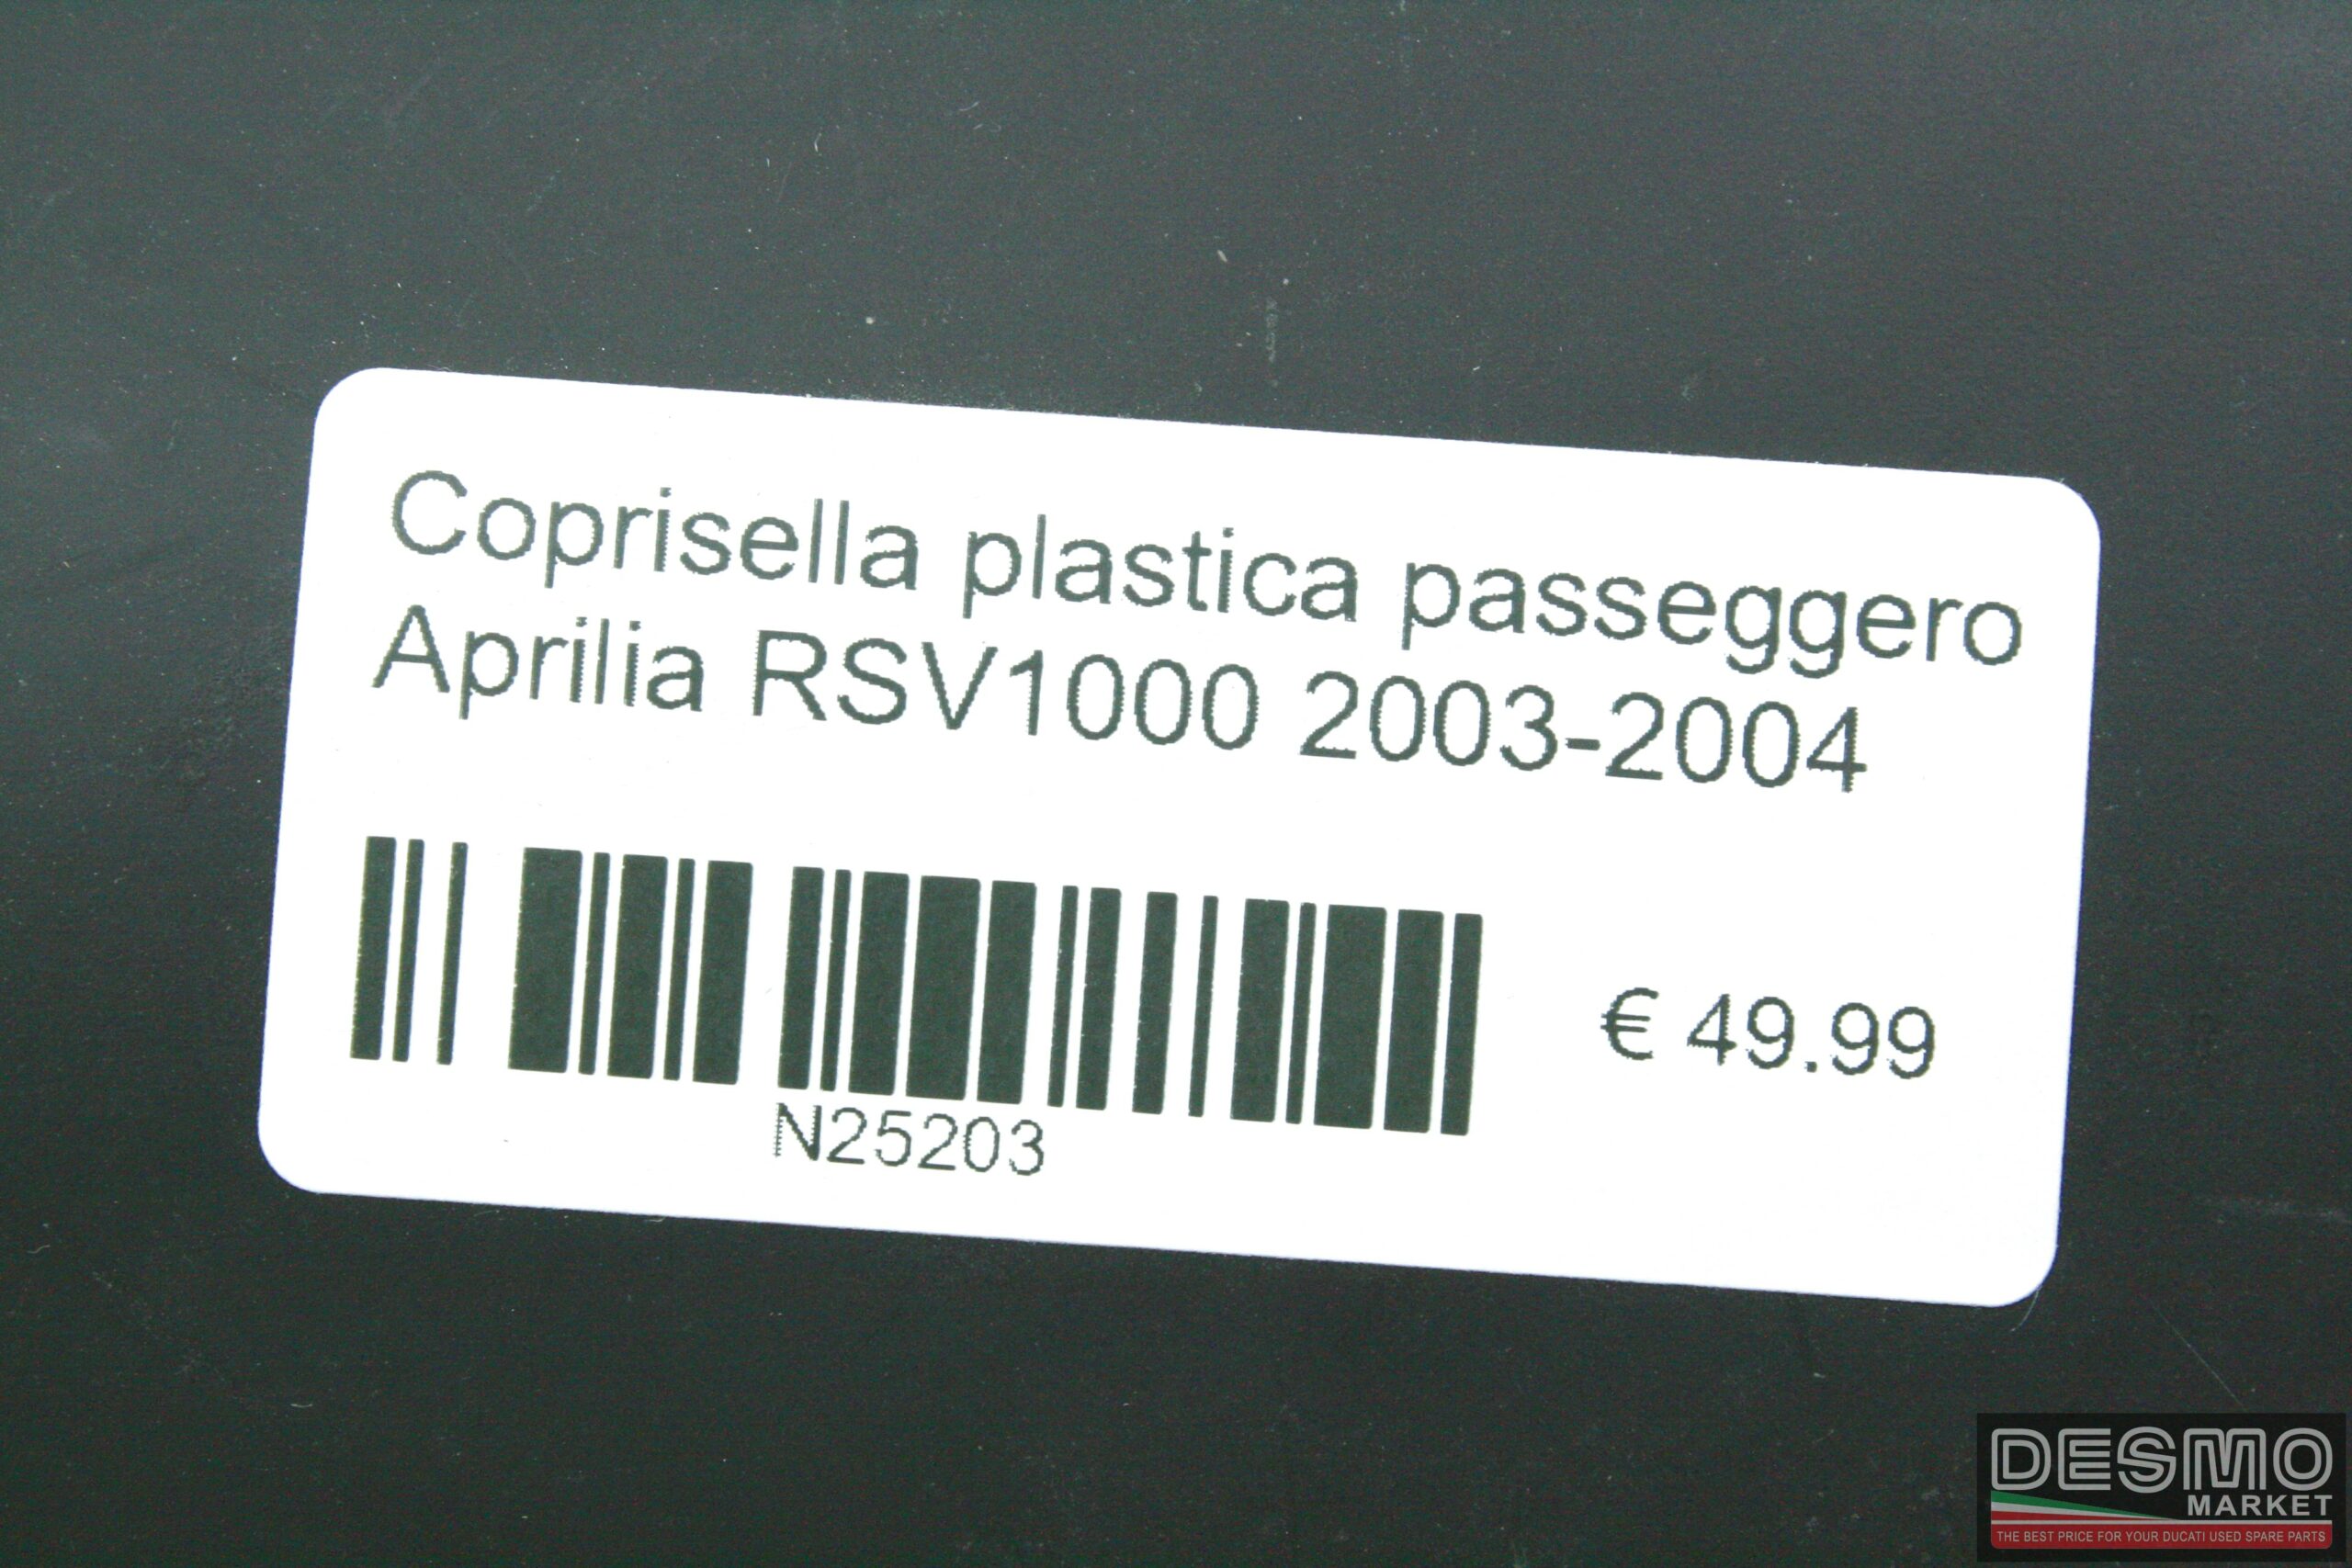 Coprisella plastica passeggero
Aprilia RSV1000 2003-2004
€ 49.99
N25203
DESMO
MARKET
THE BEST PRICE FOR YOUR DUCATI USED SPARE PARTS